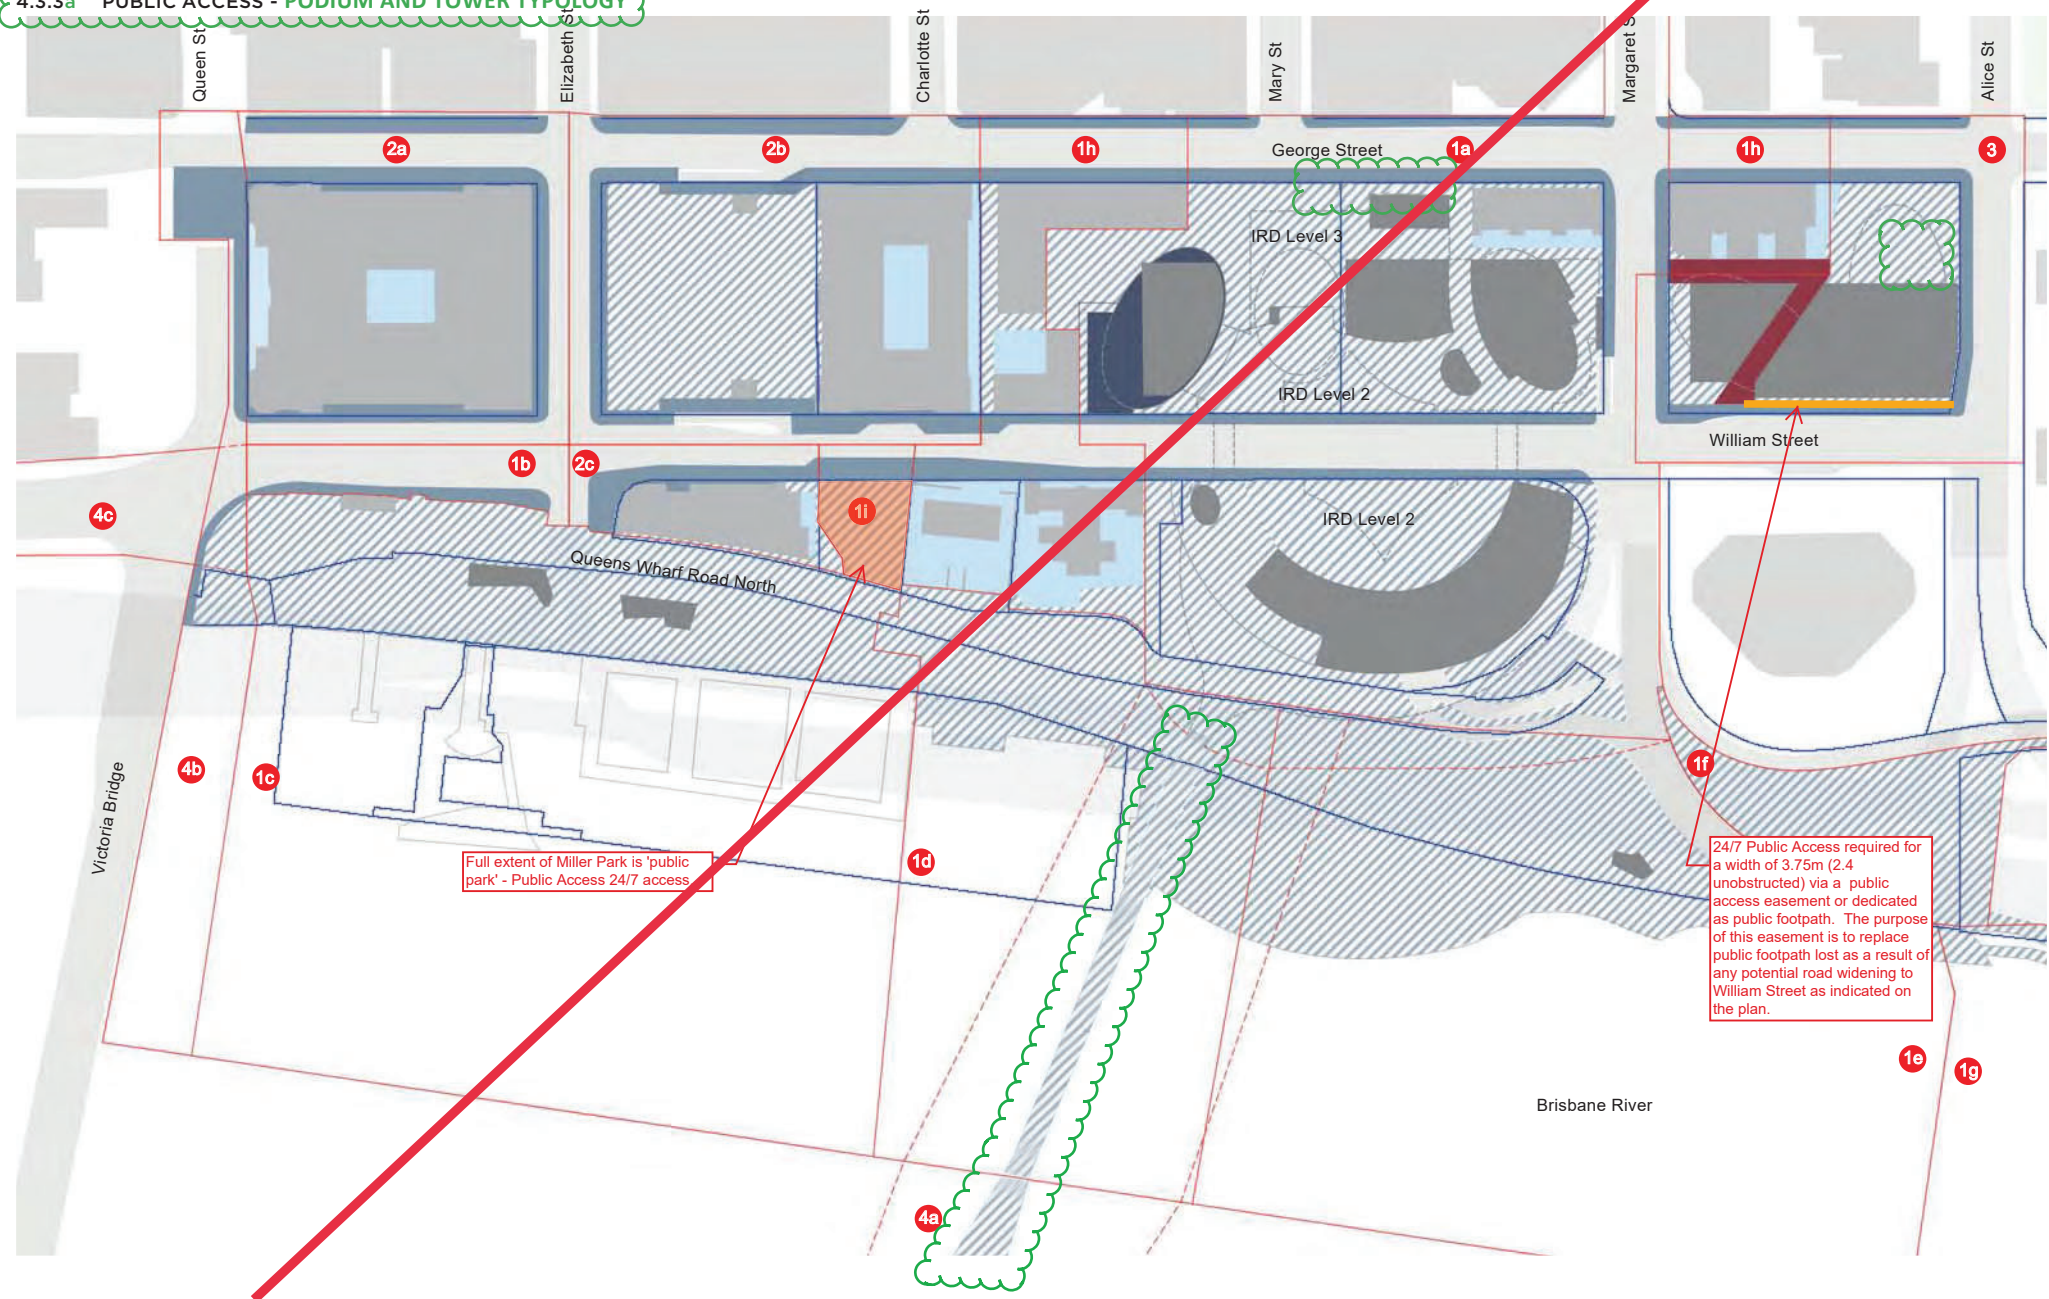 4.3.3a PUBLIC ACCESS - PODIUM AND TOWER TYPOLOGY
Queen St
Elizabeth St
Charlotte St
Mary St
Margaret St
Alice St
2a
2b
1h
George Street
1a
1h
3
IRD Level 3
IRD Level 2
William Street
1b
2c
4c
1i
IRD Level 2
Queens Wharf Road North
4b
1c
1f
Victoria Bridge
Full extent of Miller Park is 'public
park' - Public Access 24/7 access
1d
24/7 Public Access required for
a width of 3.75m (2.4
unobstructed) via a public
access easement or dedicated
as public footpath. The purpose
of this easement is to replace
public footpath lost as a result of
any potential road widening to
William Street as indicated on
the plan.
1e
1g
Brisbane River
4a